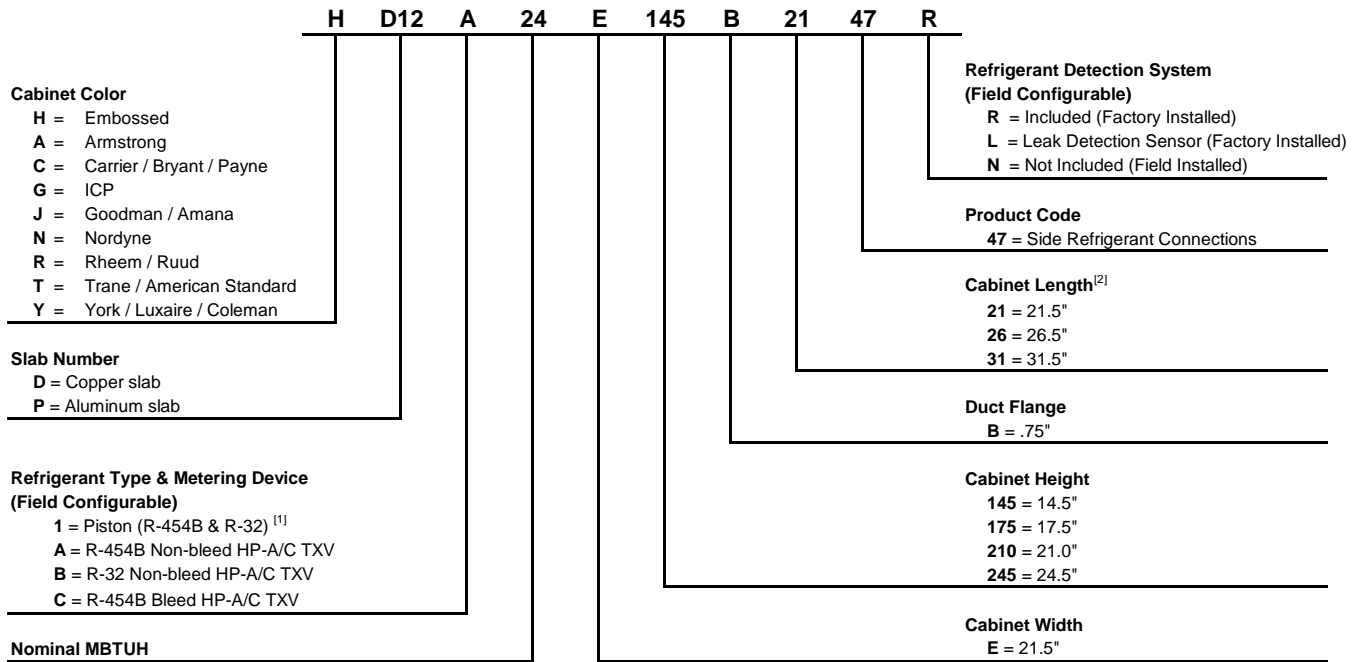 H D12 A 24 E 145 B 21 47 R
Cabinet Color
H = Embossed
A = Armstrong
C = Carrier / Bryant / Payne
G = ICP
J = Goodman / Amana
N = Nordyne
R = Rheem / Ruud
T = Trane / American Standard
Y = York / Luxaire / Coleman
Slab Number
D = Copper slab
P = Aluminum slab
Refrigerant Type & Metering Device
(Field Configurable)
1 = Piston (R-454B & R-32) [1]
A = R-454B Non-bleed HP-A/C TXV
B = R-32 Non-bleed HP-A/C TXV
C = R-454B Bleed HP-A/C TXV
Nominal MBTUH
Refrigerant Detection System
(Field Configurable)
R = Included (Factory Installed)
L = Leak Detection Sensor (Factory Installed)
N = Not Included (Field Installed)
Product Code
47 = Side Refrigerant Connections
Cabinet Length[2]
21 = 21.5"
26 = 26.5"
31 = 31.5"
Duct Flange
B = .75"
Cabinet Height
145 = 14.5"
175 = 17.5"
210 = 21.0"
245 = 24.5"
Cabinet Width
E = 21.5"